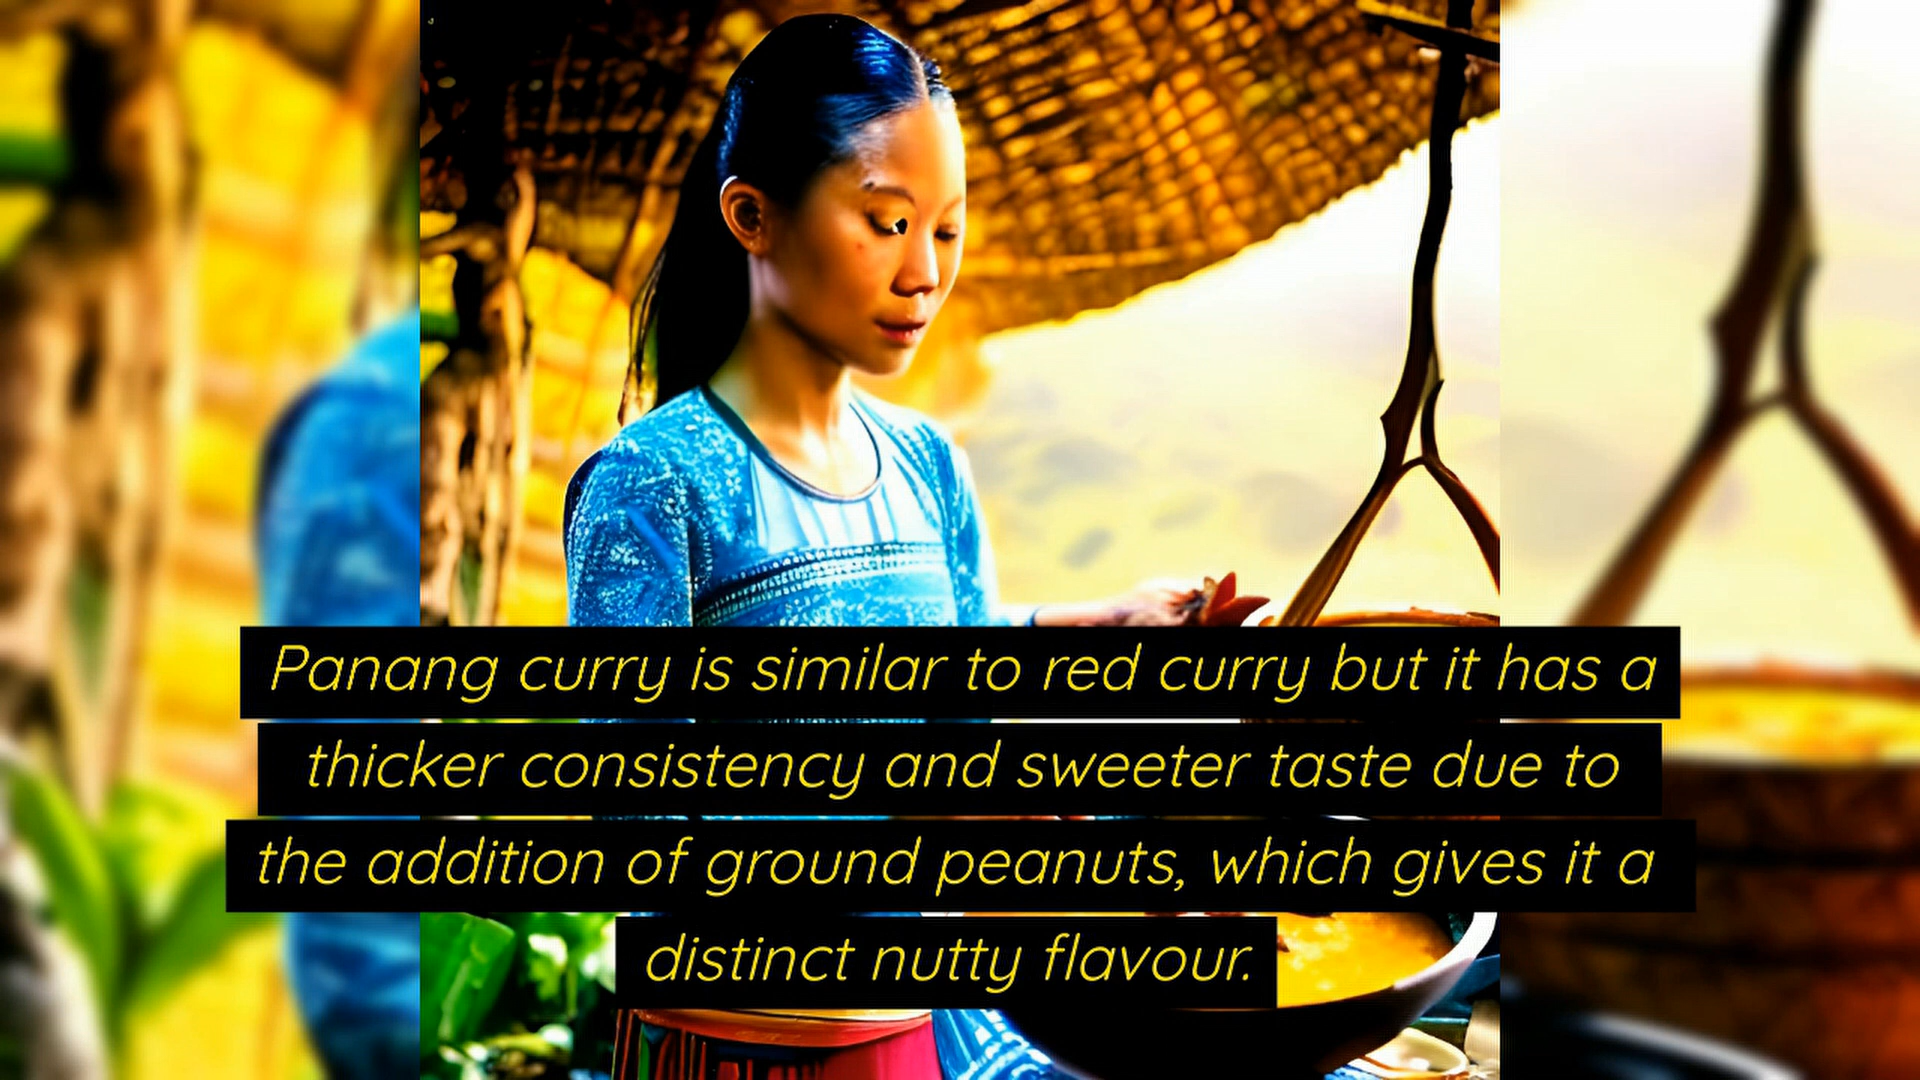 Panang curry is similar to red curry but it has a
thicker consistency and sweeter taste due to
the addition of ground peanuts, which gives it a
distinct nutty flavour.